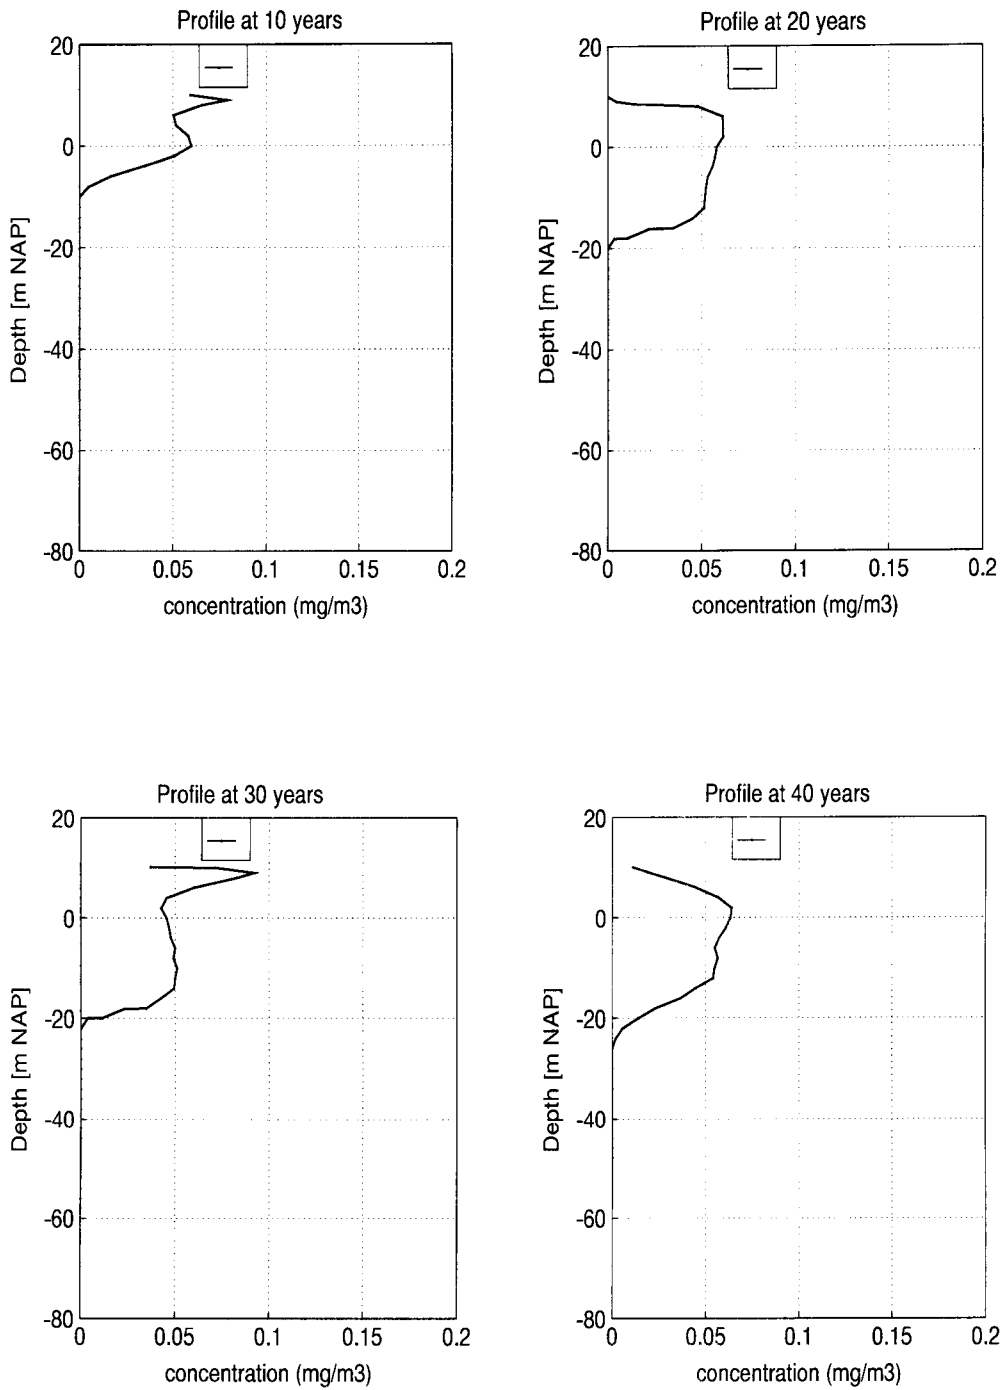 Profile at 10 years
20
0
-20
-40
-60
-80
Depth [m NAP]
0 0.05 0.1 0.15 0.2
concentration (mg/m3)
Profile at 20 years
20
0
-20
-40
-60
-80
Depth [m NAP]
0 0.05 0.1 0.15 0.2
concentration (mg/m3)
Profile at 30 years
20
0
-20
-40
-60
-80
Depth [m NAP]
0 0.05 0.1 0.15 0.2
concentration (mg/m3)
Profile at 40 years
20
0
-20
-40
-60
-80
Depth [m NAP]
0 0.05 0.1 0.15 0.2
concentration (mg/m3)